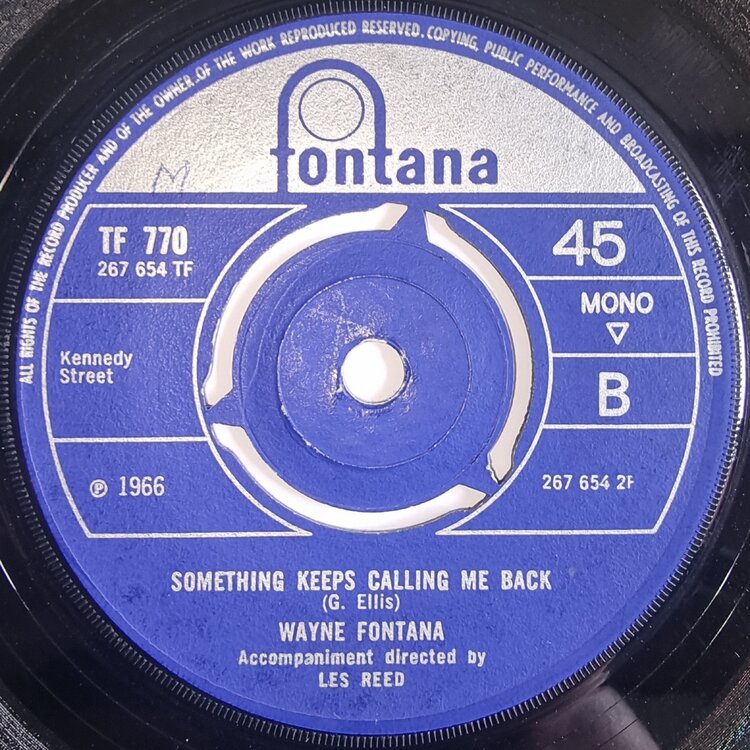 ALL RIGHTS OF THE RECORD PRODUCER AND OF THE OWNER OF THE WORK REPRODUCED RESERVED. COPYING, PUBLIC PERFORMANCE AND BROADCASTING OF THIS RECORD PROHIBITED
M
fontana
TF 770
267 654 TF
45
MONO
Kennedy
Street
B
℗ 1966
267 654 2F
SOMETHING KEEPS CALLING ME BACK
(G. Ellis)
WAYNE FONTANA
Accompaniment directed by
LES REED